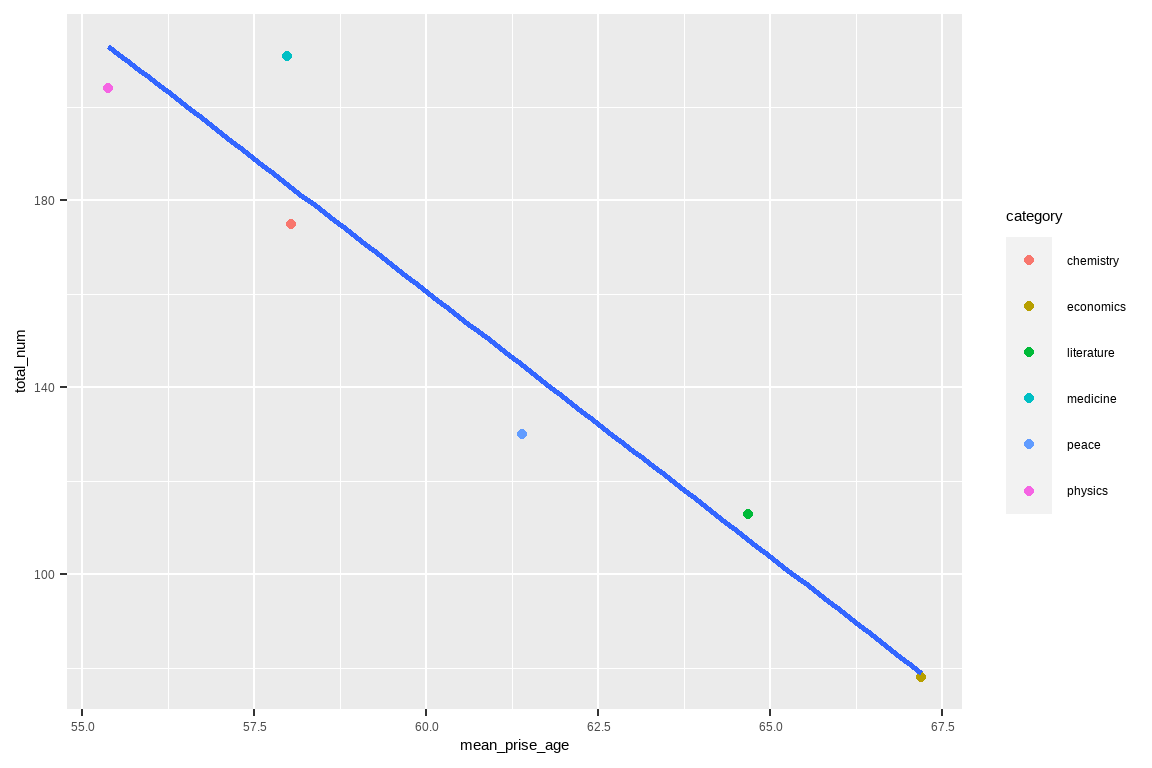 total_num
180
140
100
55.0
57.5
60.0
62.5
65.0
67.5
mean_prise_age
category
chemistry
economics
literature
medicine
peace
physics